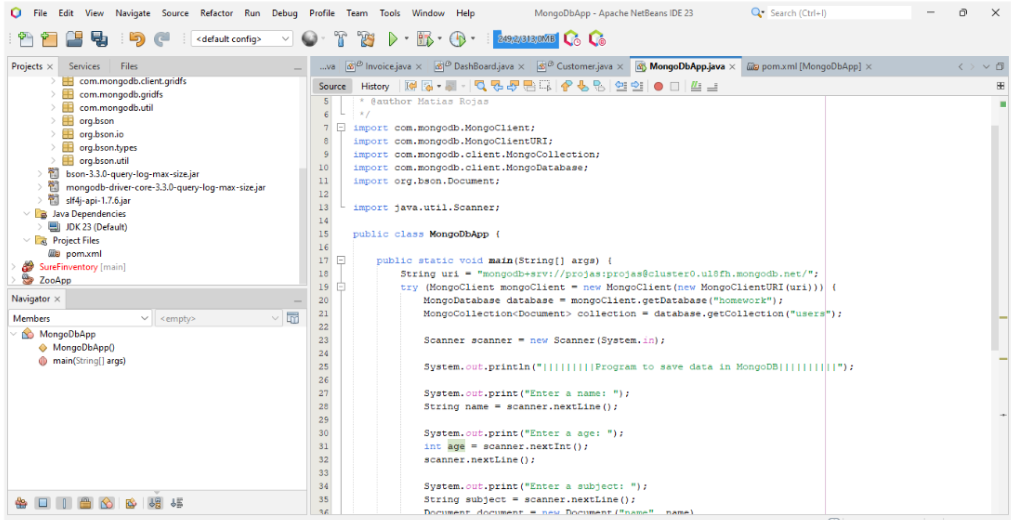 File Edit View Navigate Source Refactor Run Debug Profile Team Tools Window Help MongoDbApp - Apache NetBeans IDE 23 Search (Ctrl+I)
<default config> 249,2/313,0MB
Projects × Services Files
...va Invoice.java × DashBoard.java × Customer.java × MongoDbApp.java × pom.xml [MongoDbApp] ×
Source History
com.mongodb.client.gridfs
com.mongodb.gridfs
com.mongodb.util
org.bson
org.bson.io
org.bson.types
org.bson.util
bson-3.3.0-query-log-max-size.jar
mongodb-driver-core-3.3.0-query-log-max-size.jar
slf4j-api-1.7.6.jar
Java Dependencies
JDK 23 (Default)
Project Files
pom.xml
SureFinventory [main]
ZooApp
Navigator ×
Members <empty>
MongoDbApp
MongoDbApp()
main(String[] args)
5 * @author Matias Rojas
6 */
7 import com.mongodb.MongoClient;
8 import com.mongodb.MongoClientURI;
9 import com.mongodb.client.MongoCollection;
10 import com.mongodb.client.MongoDatabase;
11 import org.bson.Document;
12
13 import java.util.Scanner;
14
15 public class MongoDbApp {
16
17 public static void main(String[] args) {
18 String uri = "mongodb+srv://projas:projas@cluster0.ul8fh.mongodb.net/";
19 try (MongoClient mongoClient = new MongoClient(new MongoClientURI(uri))) {
20 MongoDatabase database = mongoClient.getDatabase("homework");
21 MongoCollection<Document> collection = database.getCollection("users");
22
23 Scanner scanner = new Scanner(System.in);
24
25 System.out.println("|||||||||Program to save data in MongoDB||||||||||");
26
27 System.out.print("Enter a name: ");
28 String name = scanner.nextLine();
29
30 System.out.print("Enter a age: ");
31 int age = scanner.nextInt();
32 scanner.nextLine();
33
34 System.out.print("Enter a subject: ");
35 String subject = scanner.nextLine();
36 Document document = new Document("name", name)